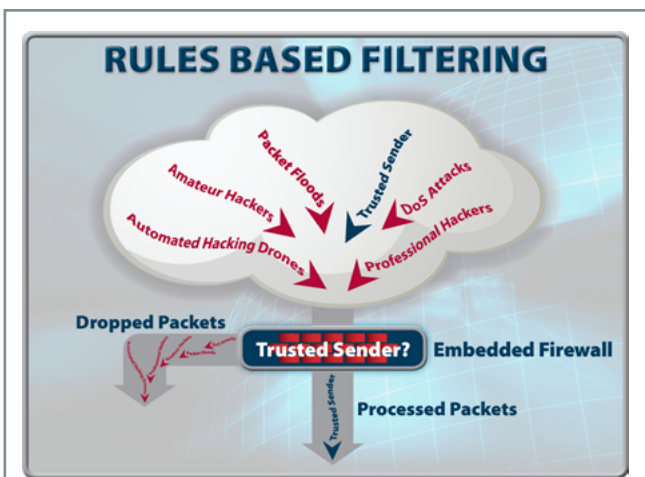 RULES BASED FILTERING
Packet Floods
Trusted Sender
Amateur Hackers
DoS Attacks
Automated Hacking Drones
Professional Hackers
Dropped Packets
Trusted Sender?
Embedded Firewall
Trusted Sender
Processed Packets